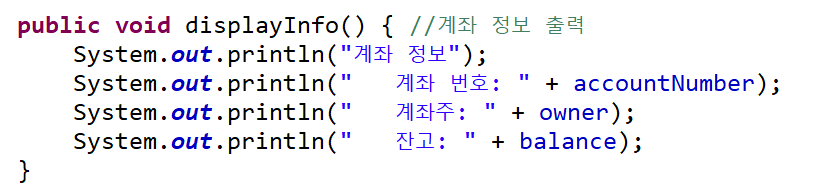 public void displayInfo() { //계좌 정보 출력
    System.out.println("계좌 정보");
    System.out.println("   계좌 번호: " + accountNumber);
    System.out.println("   계좌주: " + owner);
    System.out.println("   잔고: " + balance);
}